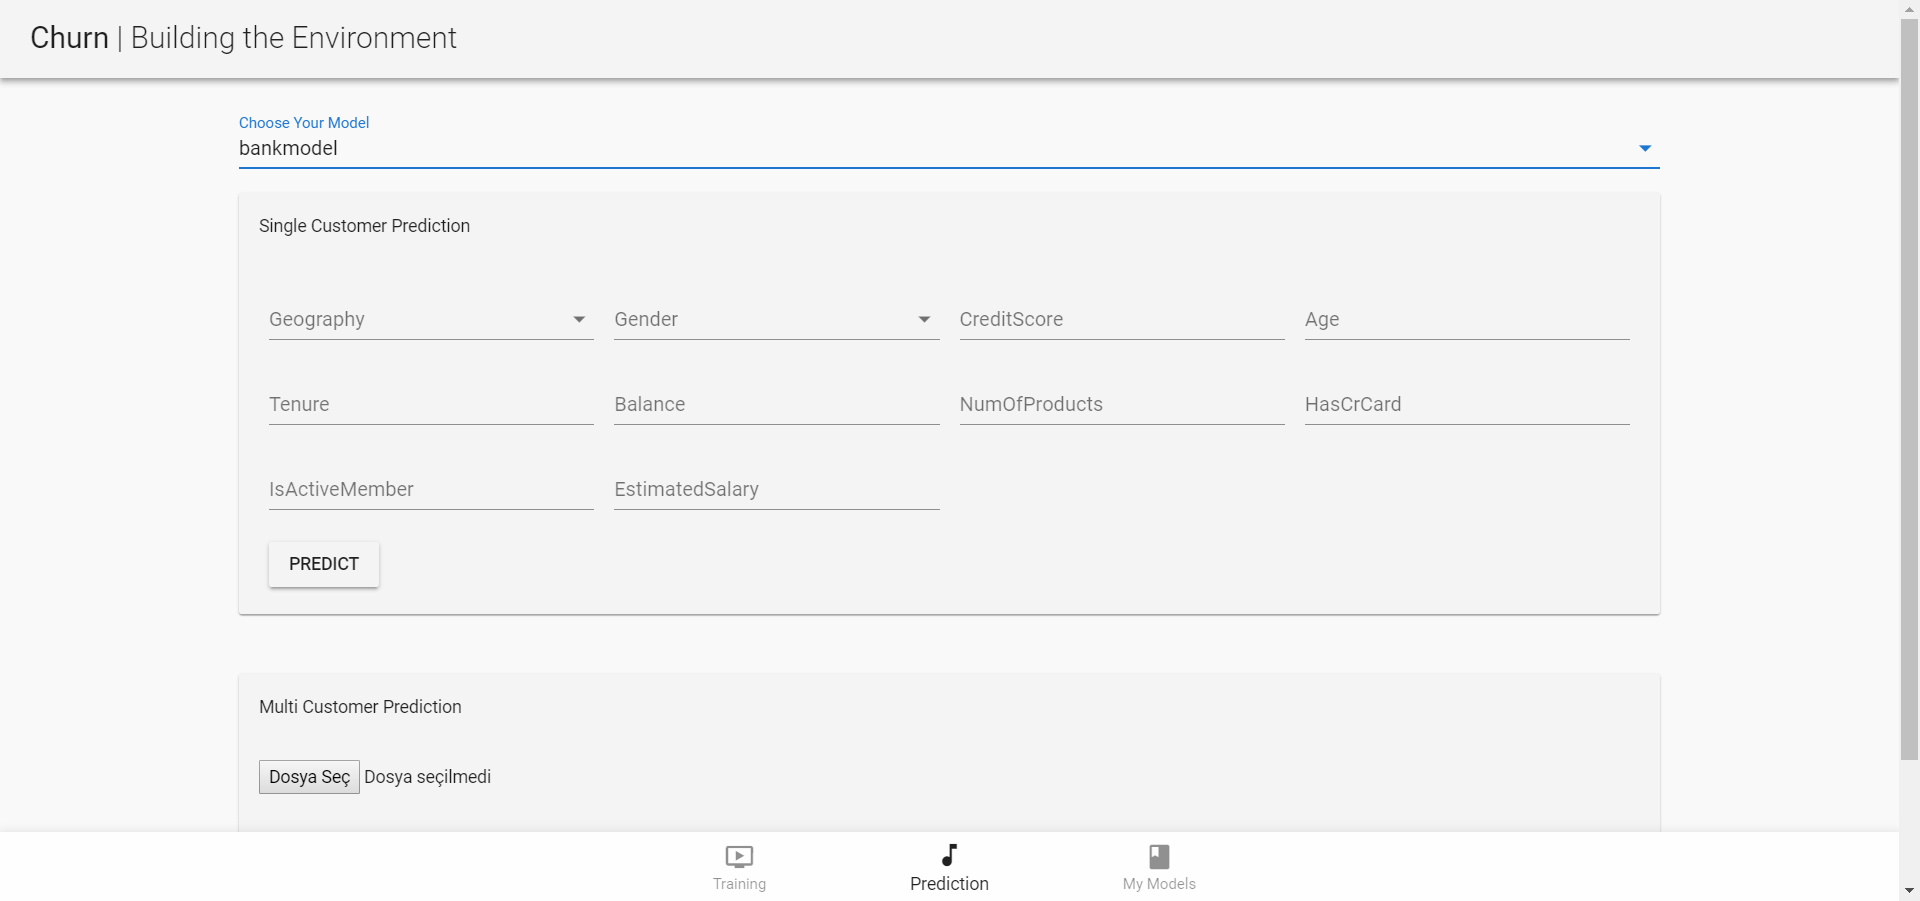 Churn | Building the Environment
Choose Your Model
bankmodel
Single Customer Prediction
Geography Gender CreditScore Age
Tenure Balance NumOfProducts HasCrCard
IsActiveMember EstimatedSalary
PREDICT
Multi Customer Prediction
Dosya Seç Dosya seçilmedi
Training Prediction My Models